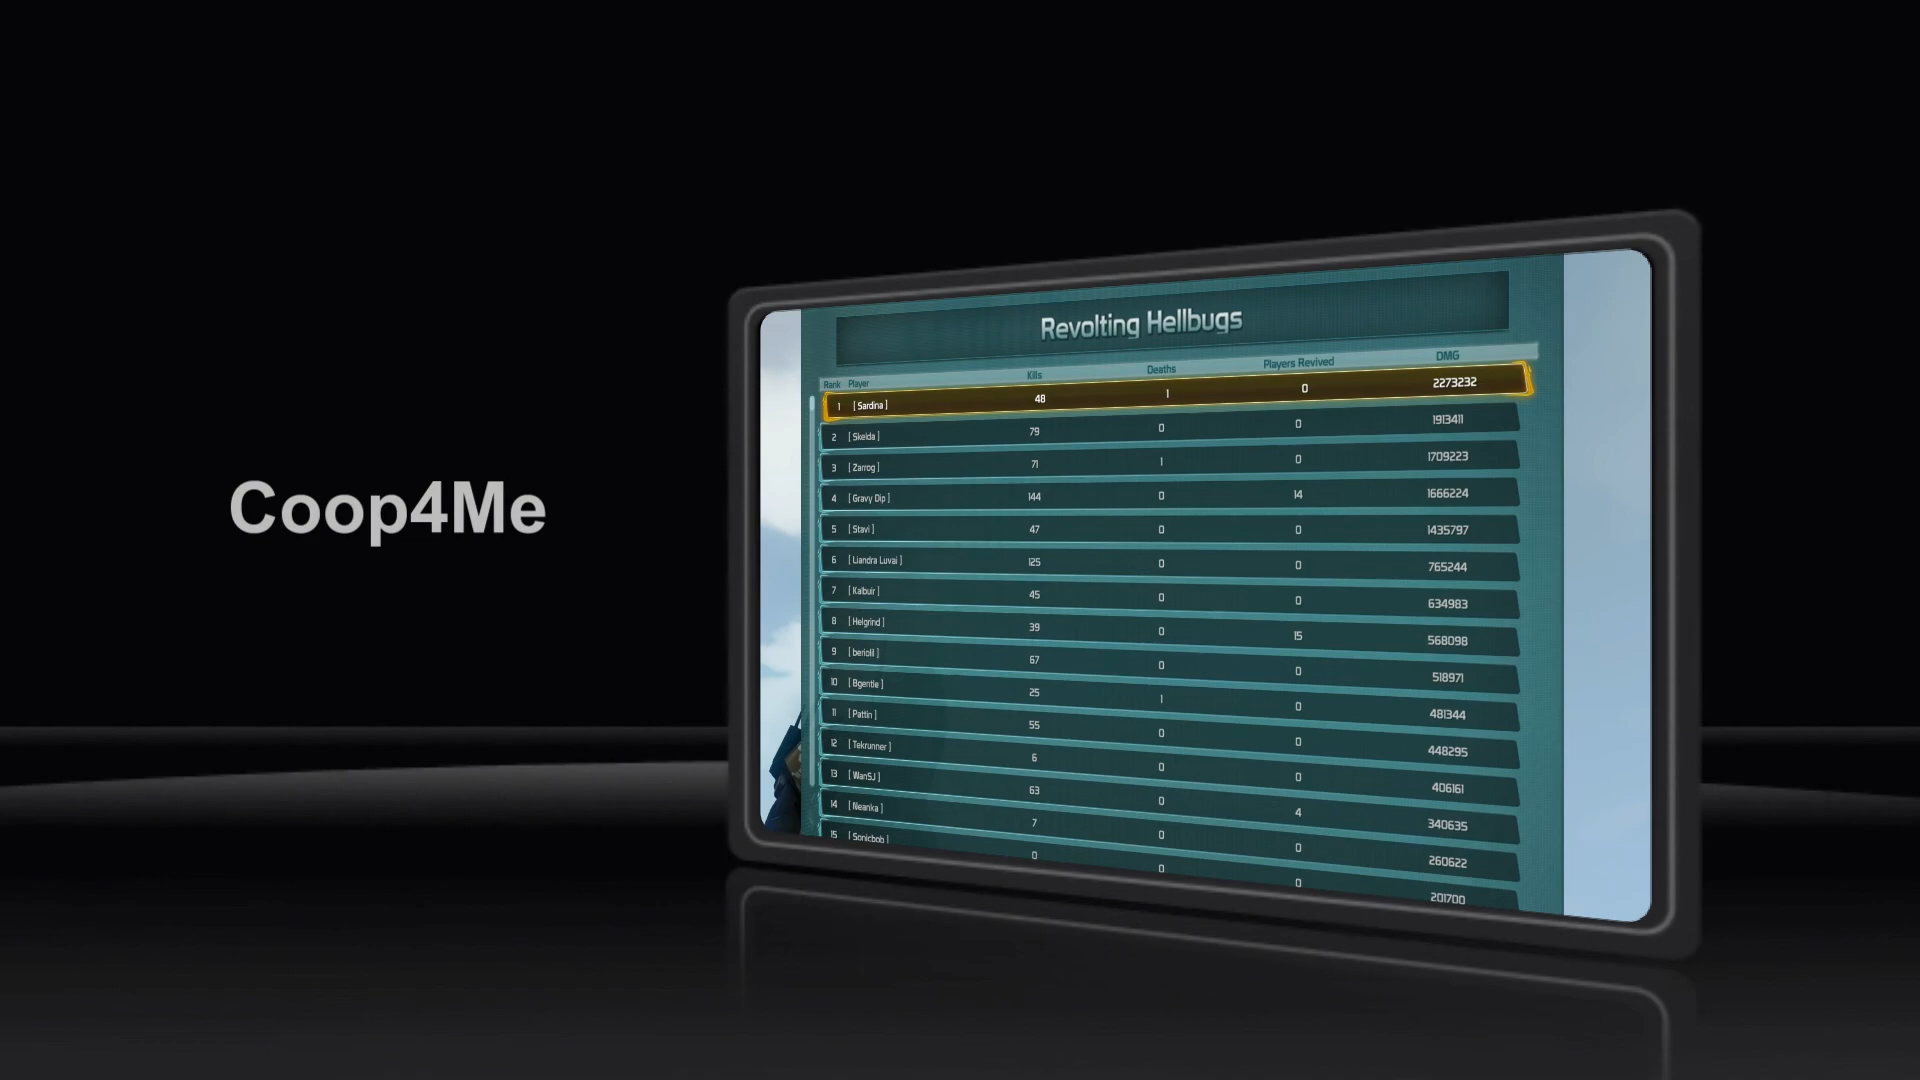 Coop4Me
Revolting Hellbugs
Rank Player Kills Deaths Players Revived DMG
1 [ Sardina ] 48 1 0 2273232
2 [ Skelda ] 79 0 0 1913411
3 [ Zarrog ] 71 1 0 1709223
4 [ Gravy Dip ] 144 0 14 1666224
5 [ Stavi ] 47 0 0 1435797
6 [ Liandra Luvai ] 125 0 0 765244
7 [ Kalbuir ] 45 0 0 634983
8 [ Helgrind ] 39 0 15 568098
9 [ beriolil ] 67 0 0 518971
10 [ Bgentle ] 25 1 0 481344
11 [ Pattin ] 55 0 0 448295
12 [ Tekrunner ] 6 0 0 406161
13 [ WanSJ ] 63 0 4 340635
14 [ Neanka ] 7 0 0 260622
15 [ Sonicbob ] 0 0 0 201700